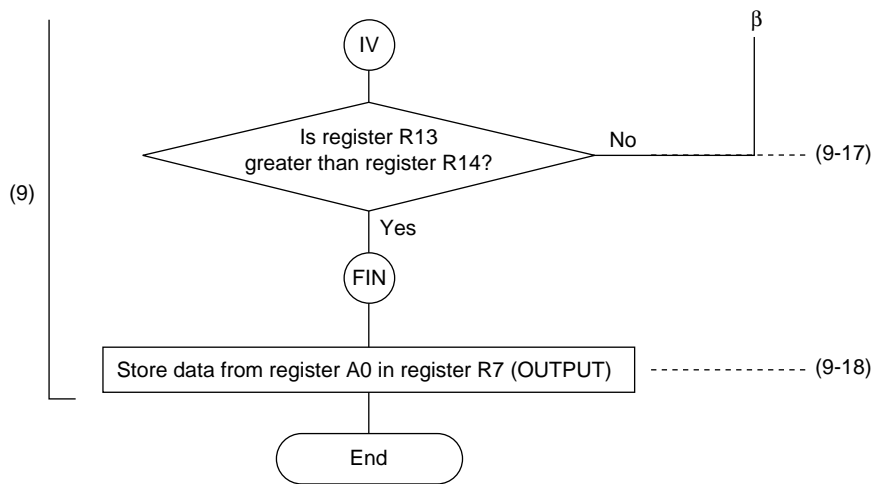 β
IV
Is register R13
greater than register R14?
No
(9-17)
(9)
Yes
FIN
Store data from register A0 in register R7 (OUTPUT)
(9-18)
End